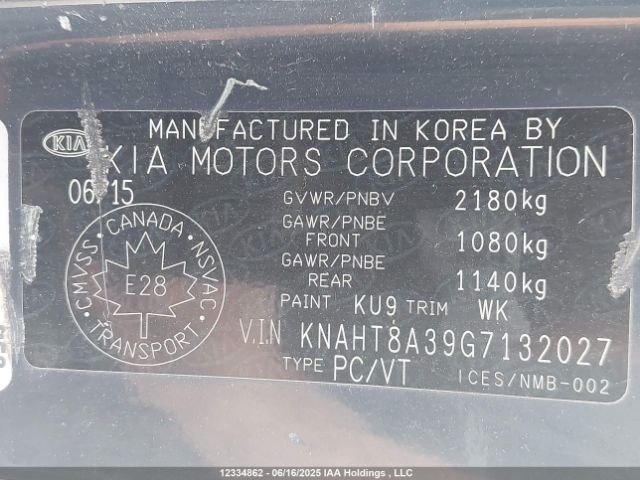 MANUFACTURED IN KOREA BY
KIA KIA MOTORS CORPORATION
06/15
GVWR/PNBV 2180kg
GAWR/PNBE FRONT 1080kg
GAWR/PNBE REAR 1140kg
CMVSS · CANADA · NSVAC
E28
TRANSPORT
PAINT KU9 TRIM WK
V.I.N KNAHT8A39G7132027
TYPE PC/VT ICES/NMB-002
12334862 - 06/16/2025 IAA Holdings , LLC